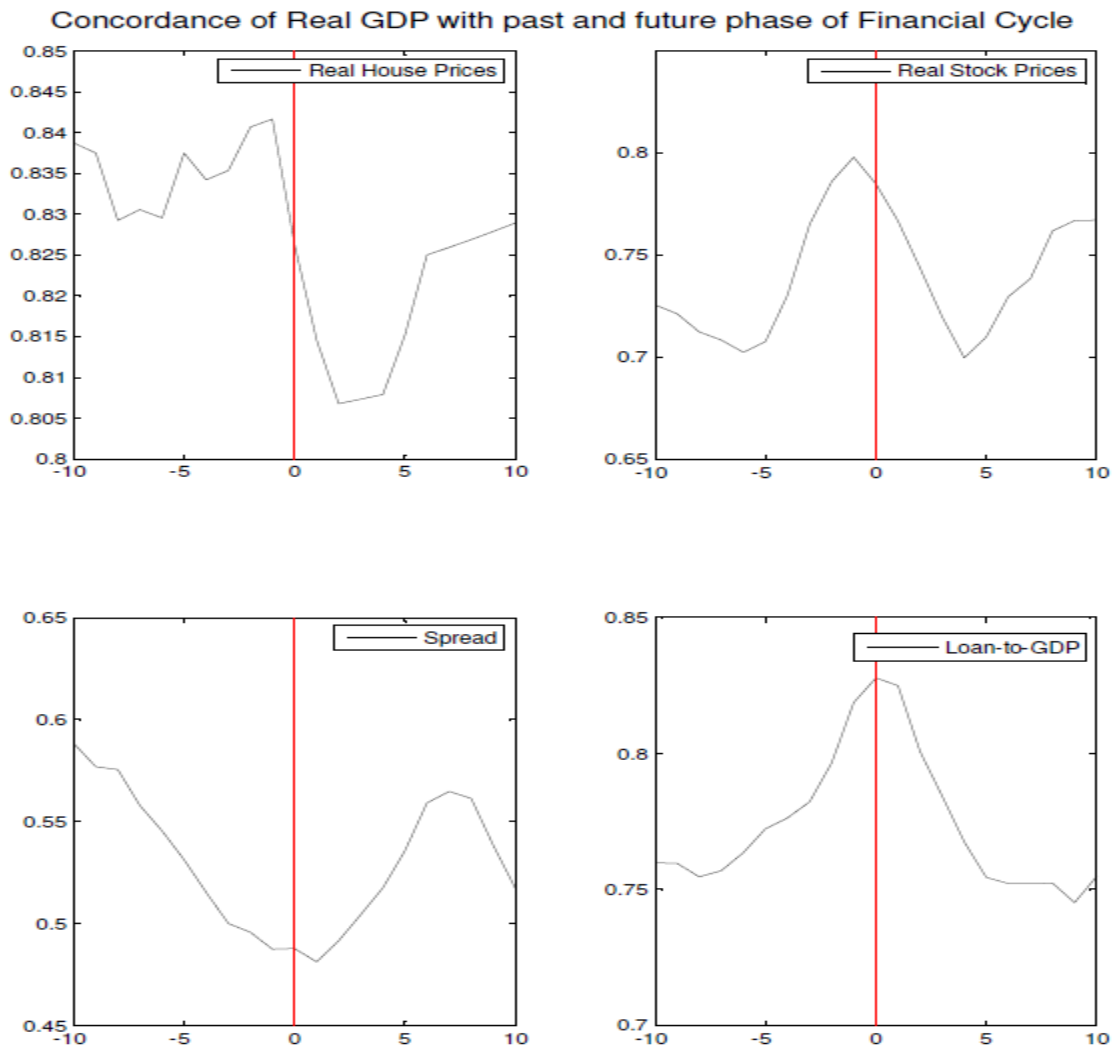 Concordance of Real GDP with past and future phase of Financial Cycle
Real House Prices
0.85
0.845
0.84
0.835
0.83
0.825
0.82
0.815
0.81
0.805
0.8
-10 -5 0 5 10
Real Stock Prices
0.8
0.75
0.7
0.65
-10 -5 0 5 10
Spread
0.65
0.6
0.55
0.5
0.45
-10 -5 0 5 10
Loan-to-GDP
0.85
0.8
0.75
0.7
-10 -5 0 5 10